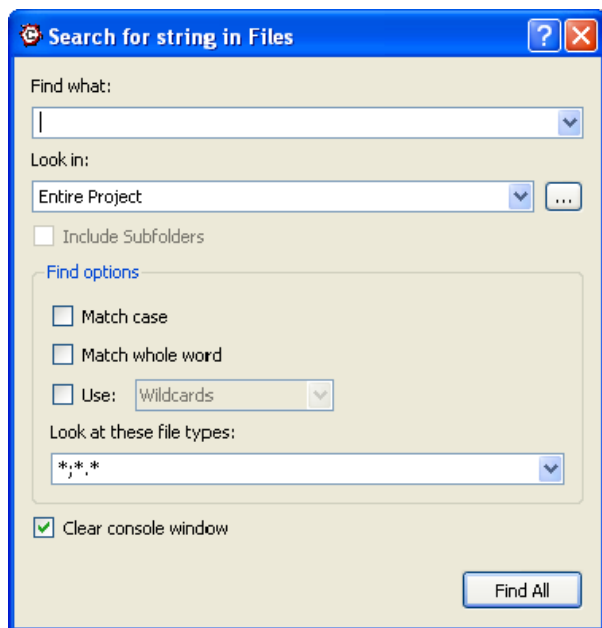 Search for string in Files
Find what:
Look in:
Entire Project
...
Include Subfolders
Find options
Match case
Match whole word
Use: Wildcards
Look at these file types:
*;*.*
Clear console window
Find All